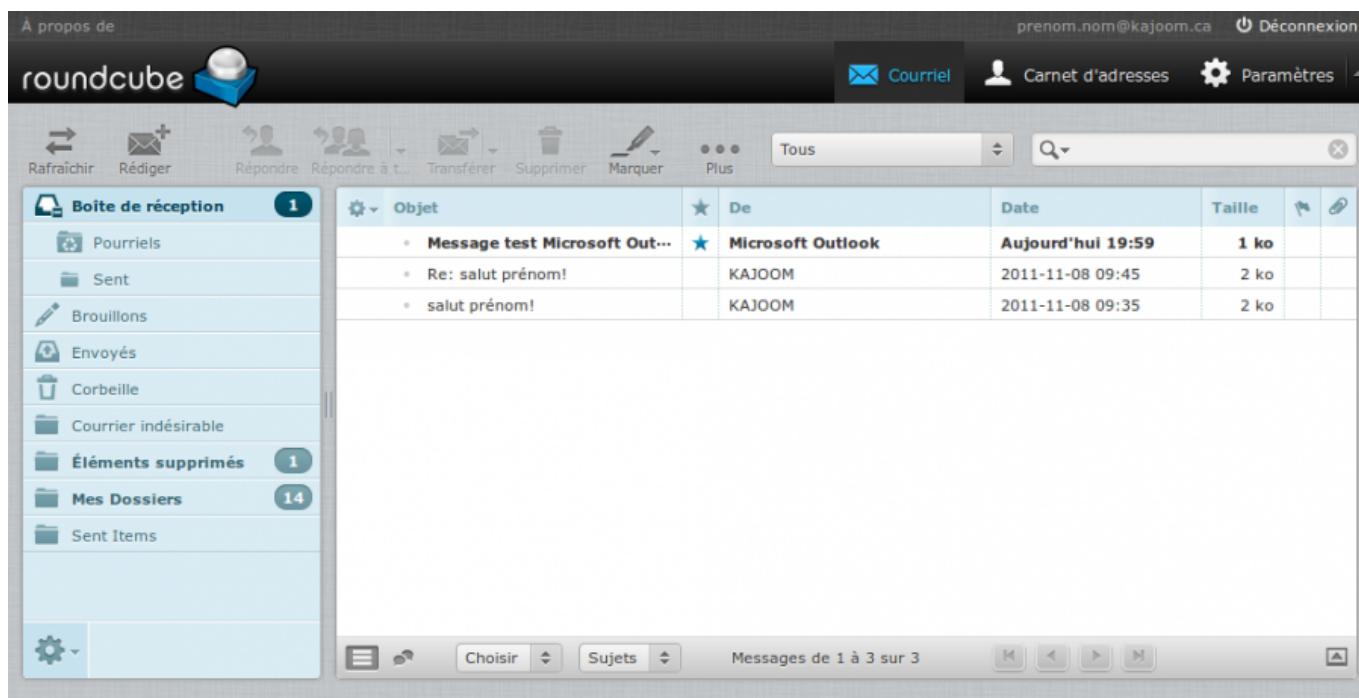 À propos de prenom.nom@kajoom.ca Déconnexion
roundcube Courriel Carnet d'adresses Paramètres
Rafraîchir Rédiger Répondre Répondre à t... Transférer Supprimer Marquer Plus Tous
Boîte de réception 1 Objet De Date Taille
Pourriels Message test Microsoft Out... Microsoft Outlook Aujourd'hui 19:59 1 ko
Sent Re: salut prénom! KAJOOM 2011-11-08 09:45 2 ko
Brouillons salut prénom! KAJOOM 2011-11-08 09:35 2 ko
Envoyés
Corbeille
Courrier indésirable
Éléments supprimés 1
Mes Dossiers 14
Sent Items
Choisir Sujets Messages de 1 à 3 sur 3